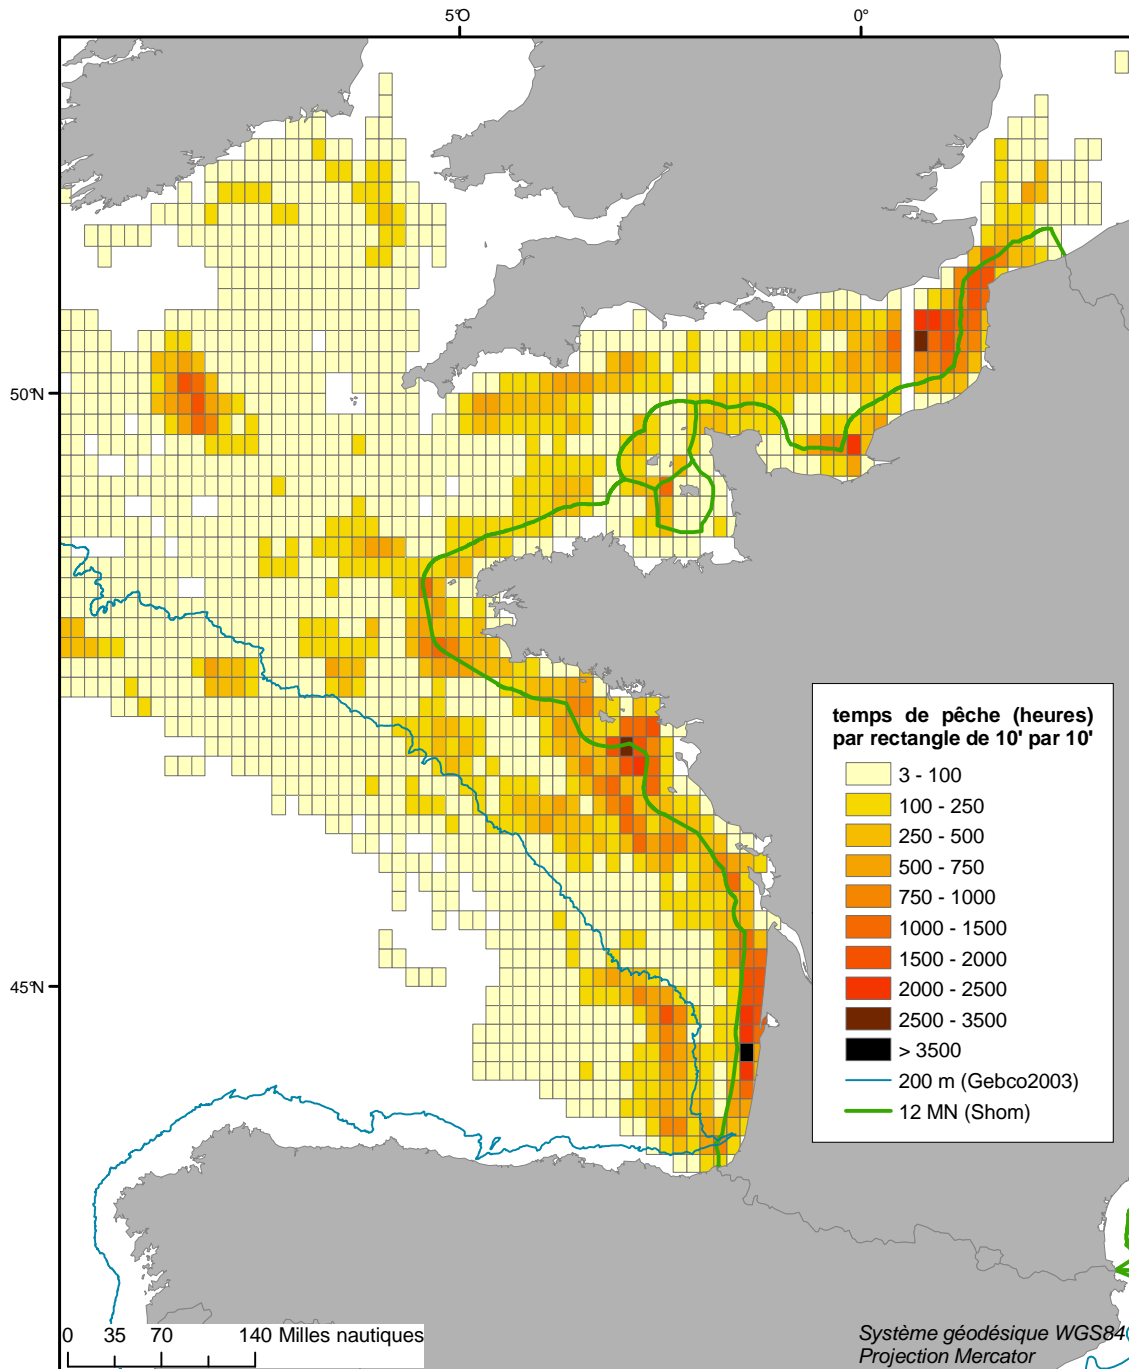 5°O 0°
50°N
45°N
temps de pêche (heures)
par rectangle de 10' par 10'
3 - 100
100 - 250
250 - 500
500 - 750
750 - 1000
1000 - 1500
1500 - 2000
2000 - 2500
2500 - 3500
> 3500
200 m (Gebco2003)
12 MN (Shom)
0 35 70 140 Milles nautiques
Système géodésique WGS84
Projection Mercator